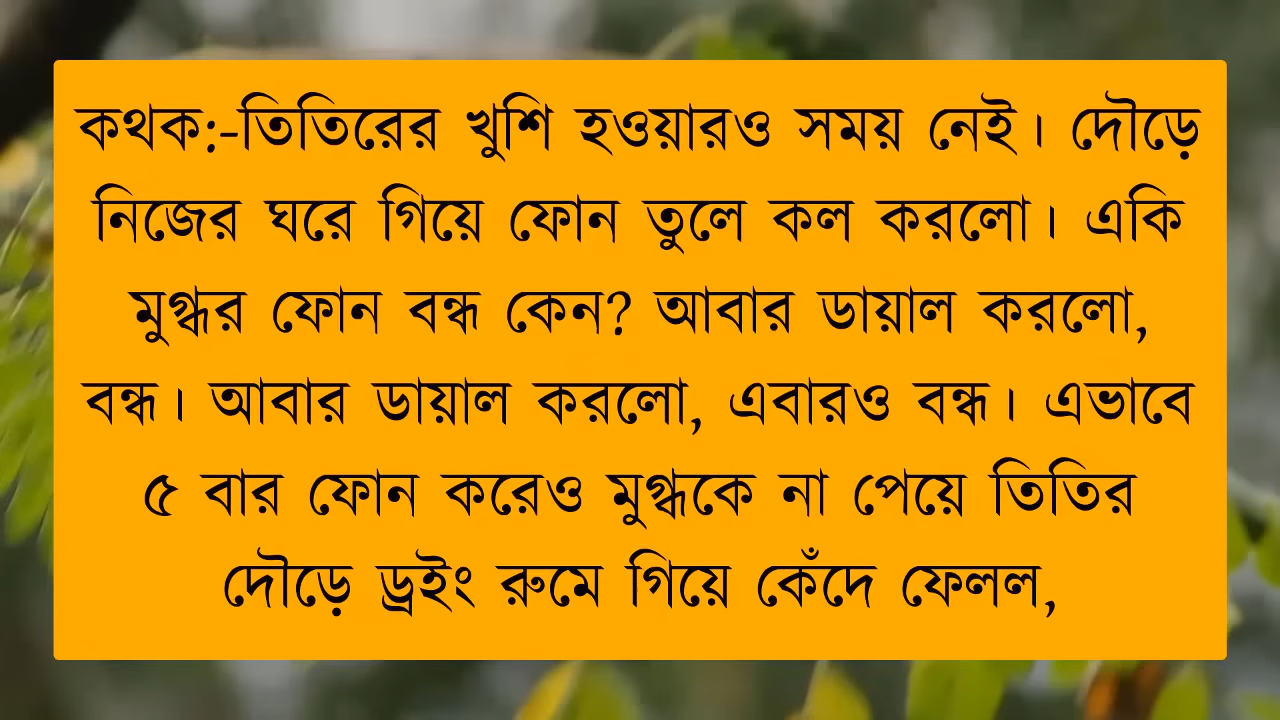 কথক:-তিতিরের খুশি হওয়ারও সময় নেই। দৌড়ে
নিজের ঘরে গিয়ে ফোন তুলে কল করলো। একি
মুগ্ধর ফোন বন্ধ কেন? আবার ডায়াল করলো,
বন্ধ। আবার ডায়াল করলো, এবারও বন্ধ। এভাবে
৫ বার ফোন করেও মুগ্ধকে না পেয়ে তিতির
দৌড়ে ড্রইং রুমে গিয়ে কেঁদে ফেলল,